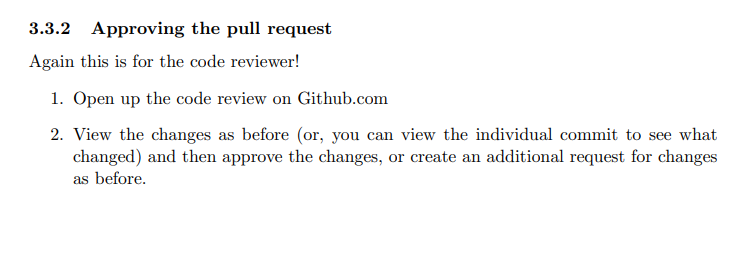 3.3.2 Approving the pull request
Again this is for the code reviewer!
1. Open up the code review on Github.com
2. View the changes as before (or, you can view the individual commit to see what
changed) and then approve the changes, or create an additional request for changes
as before.